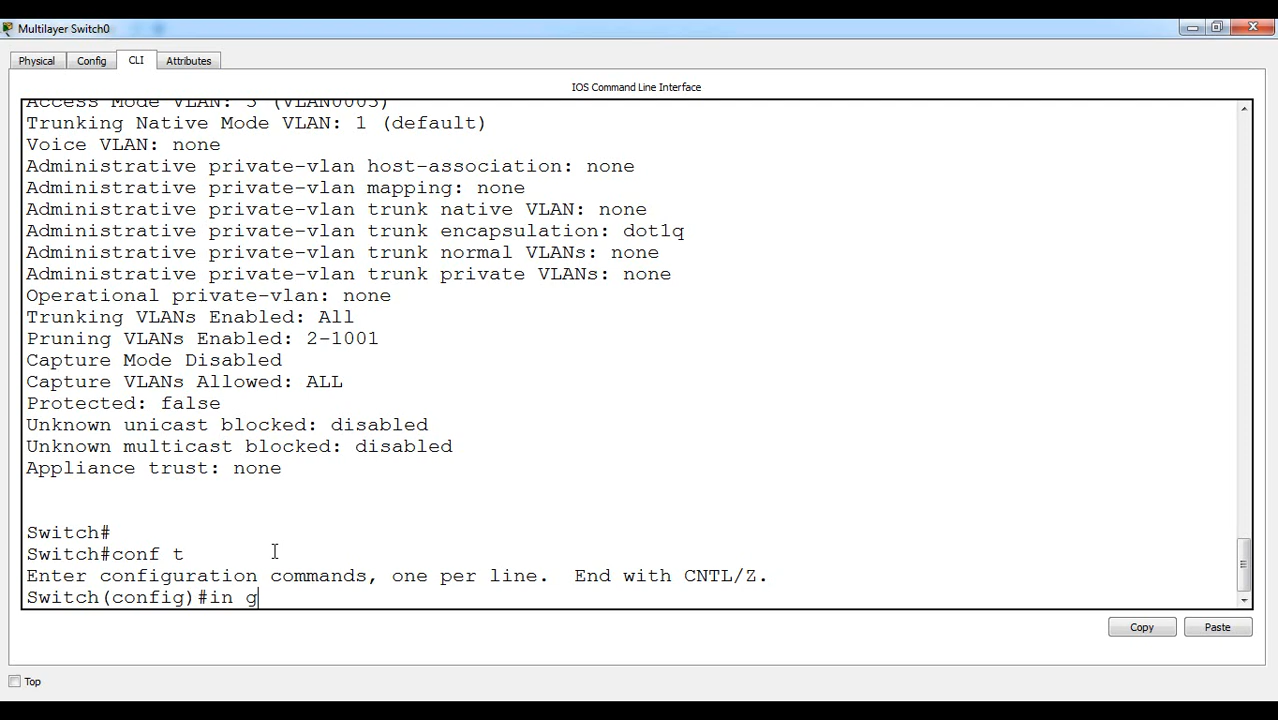 Multilayer Switch0
Physical Config CLI Attributes
IOS Command Line Interface
Access Mode VLAN: 5 (VLAN0005)
Trunking Native Mode VLAN: 1 (default)
Voice VLAN: none
Administrative private-vlan host-association: none
Administrative private-vlan mapping: none
Administrative private-vlan trunk native VLAN: none
Administrative private-vlan trunk encapsulation: dot1q
Administrative private-vlan trunk normal VLANs: none
Administrative private-vlan trunk private VLANs: none
Operational private-vlan: none
Trunking VLANs Enabled: All
Pruning VLANs Enabled: 2-1001
Capture Mode Disabled
Capture VLANs Allowed: ALL
Protected: false
Unknown unicast blocked: disabled
Unknown multicast blocked: disabled
Appliance trust: none
Switch#
Switch#conf t
Enter configuration commands, one per line.  End with CNTL/Z.
Switch(config)#in g
Copy Paste
Top